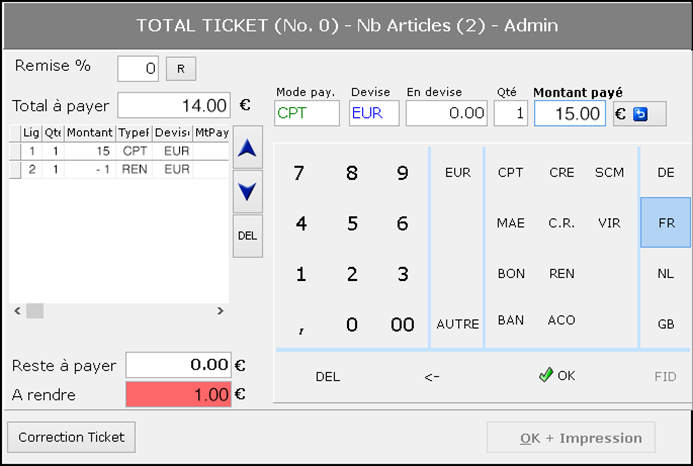 TOTAL TICKET (No. 0) - Nb Articles (2) - Admin
Remise % 0 R
Total à payer 14.00 €
Mode pay. Devise En devise Qté Montant payé
CPT EUR 0.00 1 15.00 €
Lig Qté Montant TypeF Devise MtPay
1 1 15 CPT EUR
2 1 - 1 REN EUR
DEL
7 8 9 EUR CPT CRE SCM DE
4 5 6 MAE C.R. VIR FR
1 2 3 BON REN NL
, 0 00 AUTRE BAN ACO GB
DEL <- OK FID
Reste à payer 0.00 €
A rendre 1.00 €
Correction Ticket OK + Impression